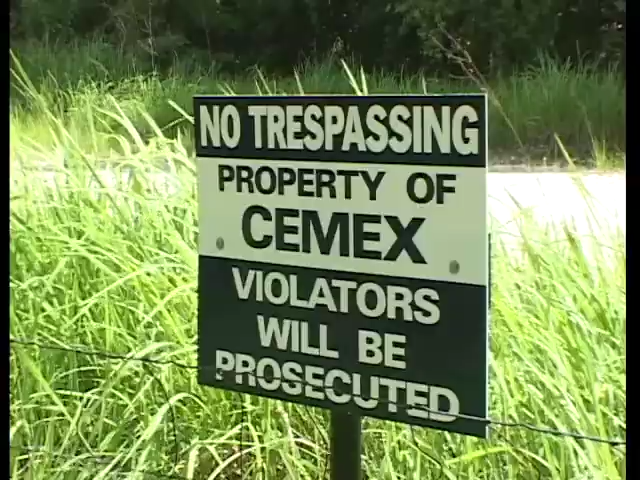 NO TRESPASSING
PROPERTY OF
CEMEX
VIOLATORS
WILL BE
PROSECUTED